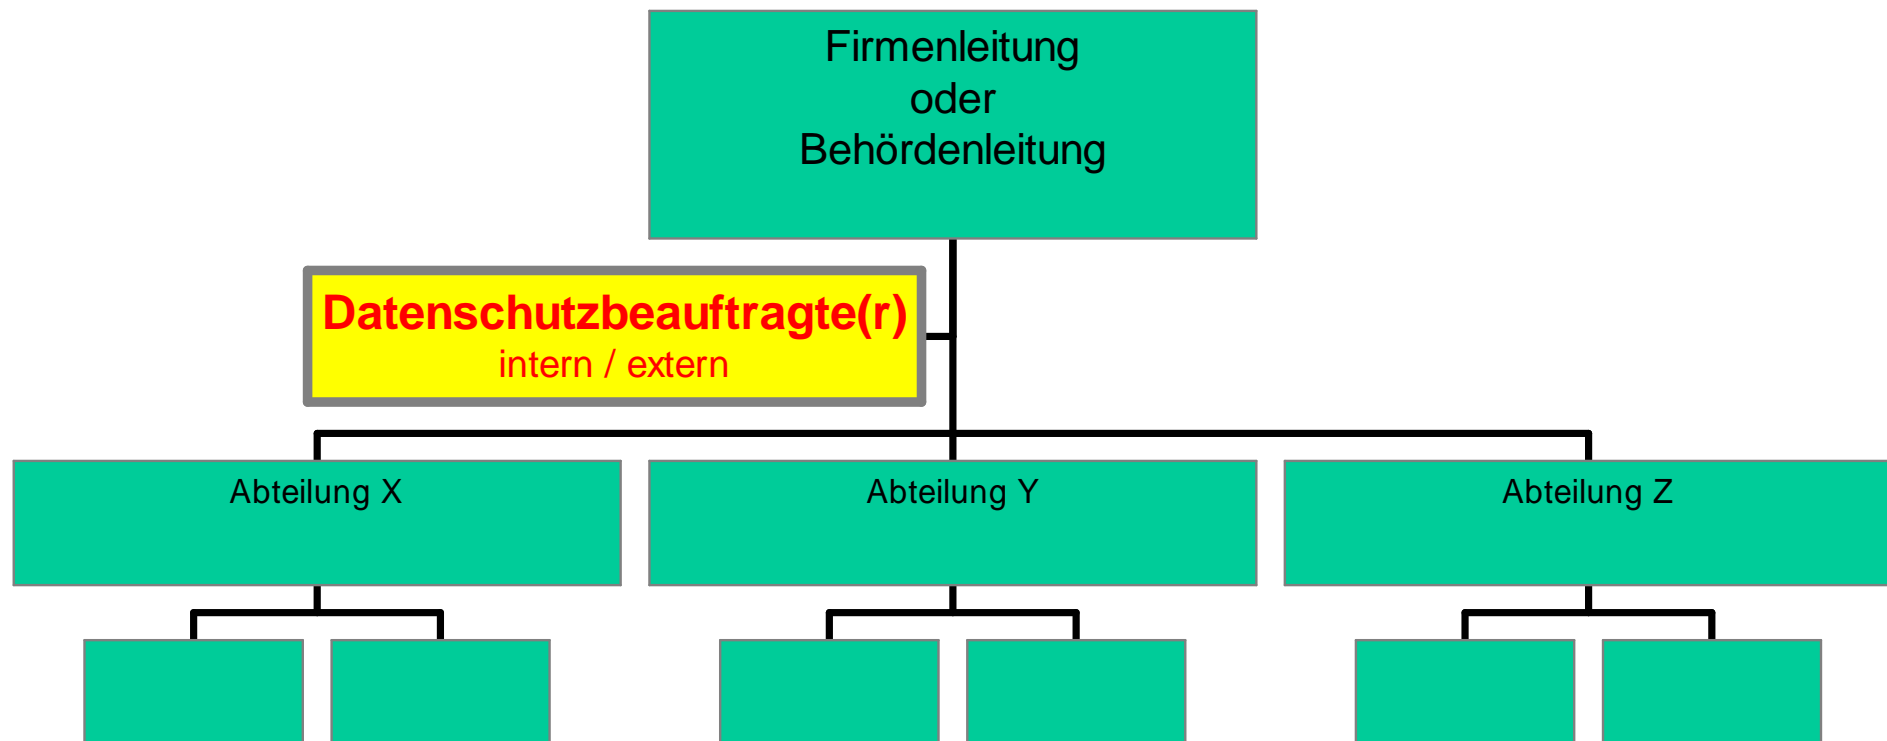 Firmenleitung
oder
Behördenleitung
Datenschutzbeauftragte(r)
intern / extern
Abteilung X
Abteilung Y
Abteilung Z